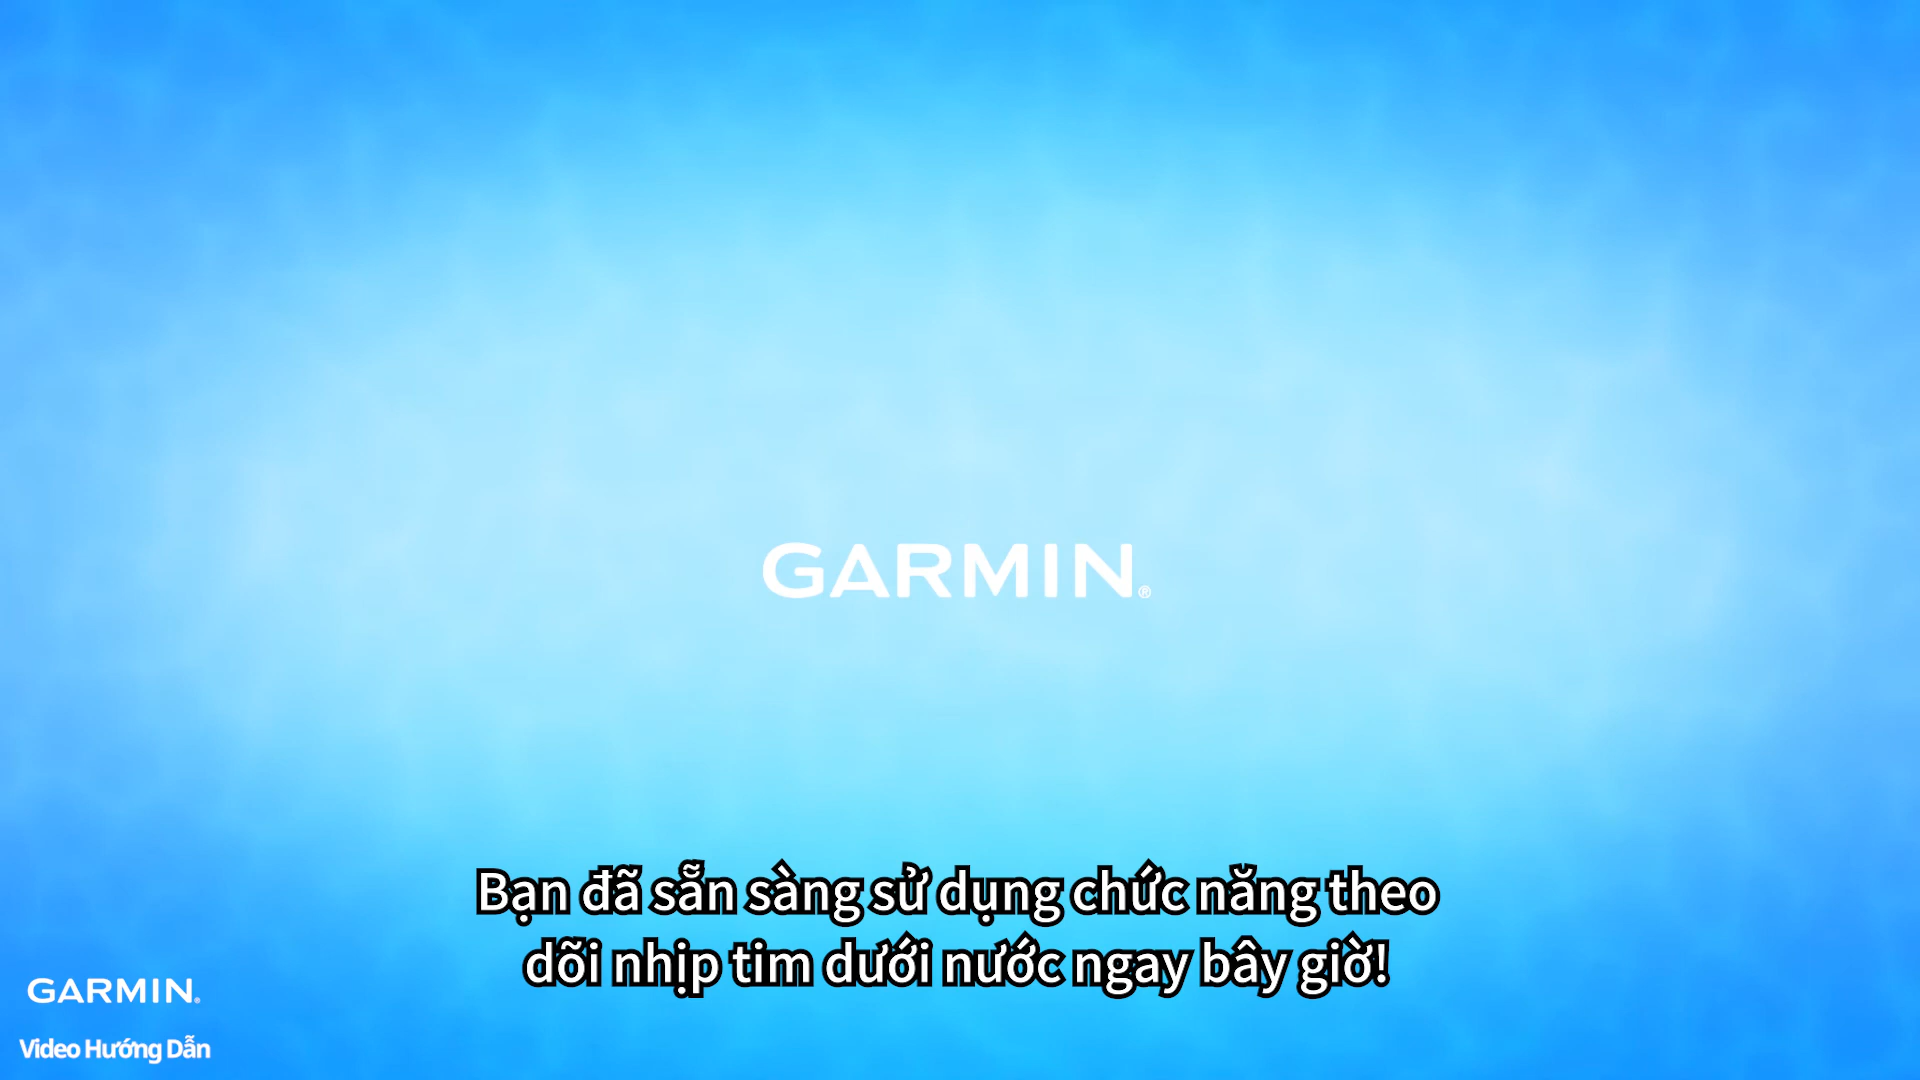 GARMIN®
Bạn đã sẵn sàng sử dụng chức năng theo
dõi nhịp tim dưới nước ngay bây giờ!
GARMIN®
Video Hướng Dẫn